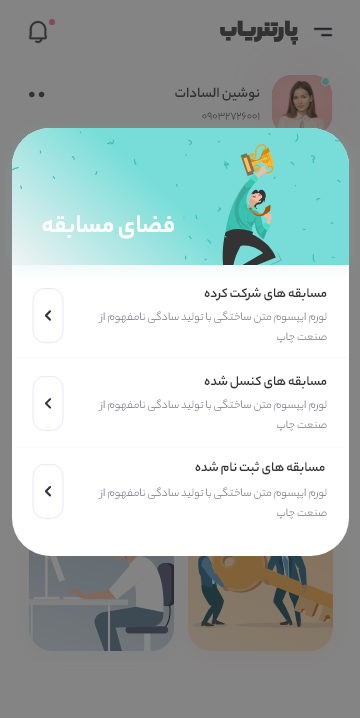 پارتنریاب
نوشین السادات
۰۹۰۳۲۷۲۶۰۰۱
فضای مسابقه
مسابقه های شرکت کرده
لورم ایپسوم متن ساختگی با تولید سادگی نامفهوم از
صنعت چاپ
مسابقه های کنسل شده
لورم ایپسوم متن ساختگی با تولید سادگی نامفهوم از
صنعت چاپ
مسابقه های ثبت نام شده
لورم ایپسوم متن ساختگی با تولید سادگی نامفهوم از
صنعت چاپ